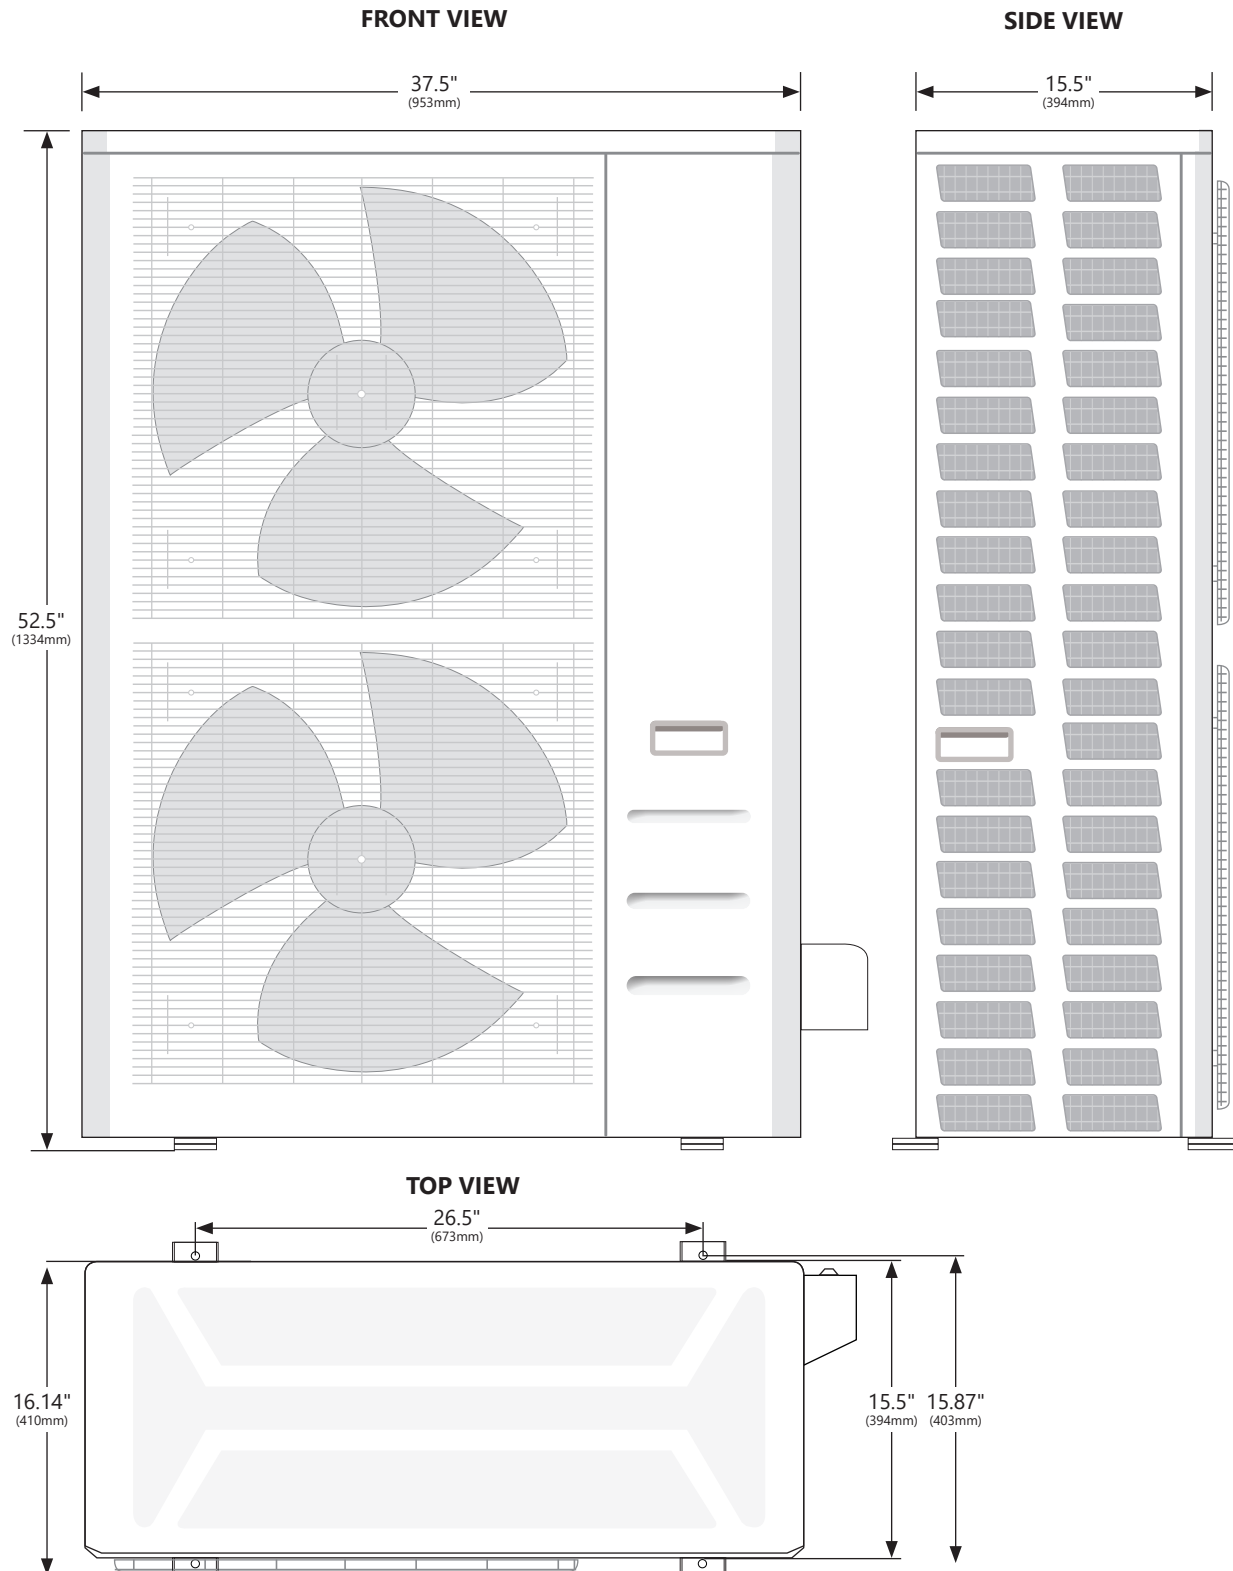 FRONT VIEW
SIDE VIEW
37.5"
(953mm)
15.5"
(394mm)
52.5"
(1334mm)
TOP VIEW
26.5"
(673mm)
16.14"
(410mm)
15.5"
(394mm)
15.87"
(403mm)